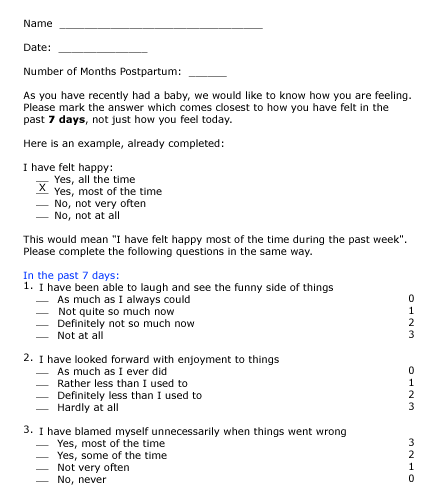 Name ________________________________
Date: ______________
Number of Months Postpartum: ______
As you have recently had a baby, we would like to know how you are feeling.
Please mark the answer which comes closest to how you have felt in the
past 7 days, not just how you feel today.
Here is an example, already completed:
I have felt happy:
__ Yes, all the time
X Yes, most of the time
__ No, not very often
__ No, not at all
This would mean "I have felt happy most of the time during the past week".
Please complete the following questions in the same way.
In the past 7 days:
1. I have been able to laugh and see the funny side of things
__ As much as I always could 0
__ Not quite so much now 1
__ Definitely not so much now 2
__ Not at all 3
2. I have looked forward with enjoyment to things
__ As much as I ever did 0
__ Rather less than I used to 1
__ Definitely less than I used to 2
__ Hardly at all 3
3. I have blamed myself unnecessarily when things went wrong
__ Yes, most of the time 3
__ Yes, some of the time 2
__ Not very often 1
__ No, never 0